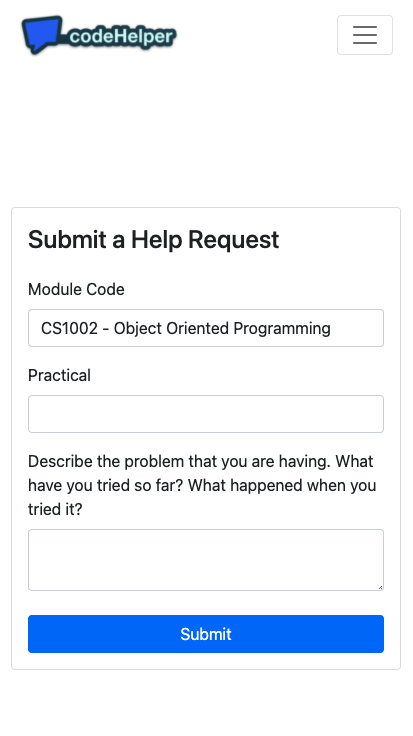 codeHelper
Submit a Help Request
Module Code
CS1002 - Object Oriented Programming
Practical
Describe the problem that you are having. What
have you tried so far? What happened when you
tried it?
Submit